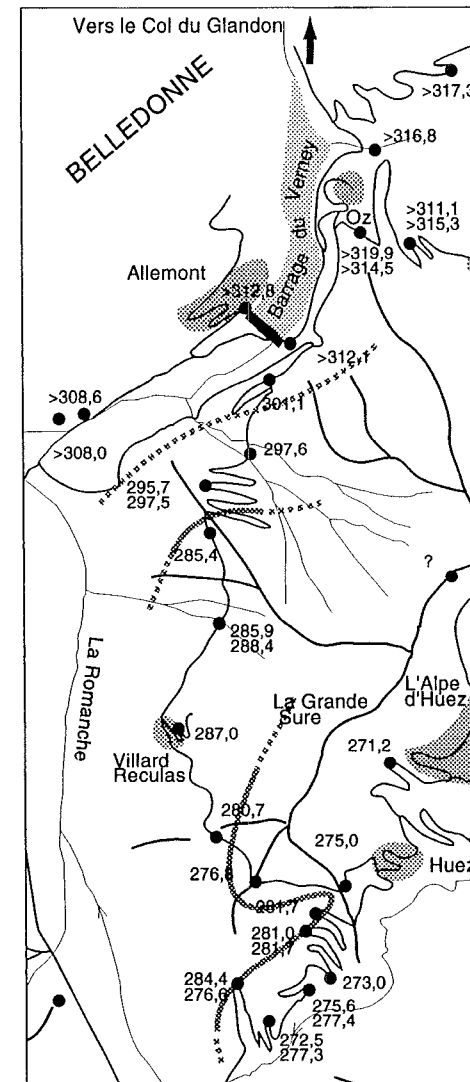 Vers le Col du Glandon
BELLEDONNE
>317,3
>316,8
Barrage du Verney
>311,1
>315,3
Oz
>319,9
>314,5
Allemont
>312,8
>312,1
>308,6
301,1
>308,0
297,6
295,7
297,5
285,4
?
285,9
288,4
La Romanche
La Grande
Sure
L'Alpe
d'Huez
287,0
271,2
Villard
Reculas
280,7
275,0
276,8
Huez
281,7
281,0
281,7
284,4
273,0
275,6
277,4
272,5
277,3